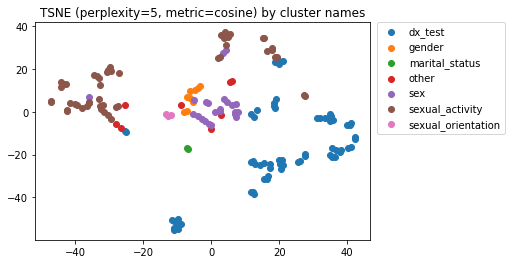 TSNE (perplexity=5, metric=cosine) by cluster names
40
20
0
−20
−40
−40
−20
0
20
40
dx_test
gender
marital_status
other
sex
sexual_activity
sexual_orientation